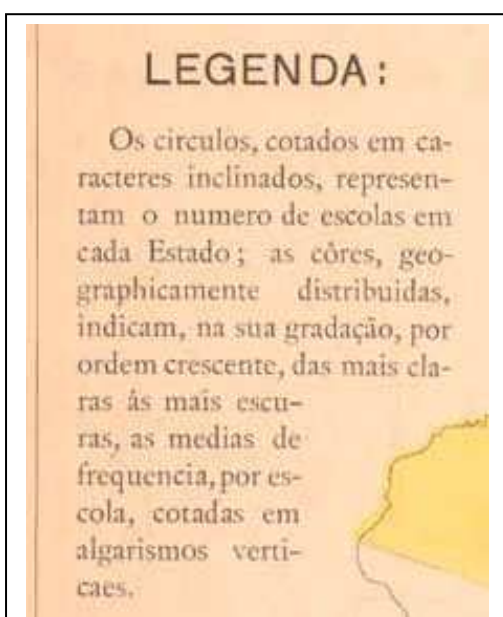 LEGENDA:
Os circulos, cotados em ca-
racteres inclinados, represen-
tam o numero de escolas em
cada Estado; as côres, geo-
graphicamente distribuidas,
indicam, na sua gradação, por
ordem crescente, das mais cla-
ras ás mais escu-
ras, as medias de
frequencia, por es-
cola, cotadas em
algarismos verti-
caes.